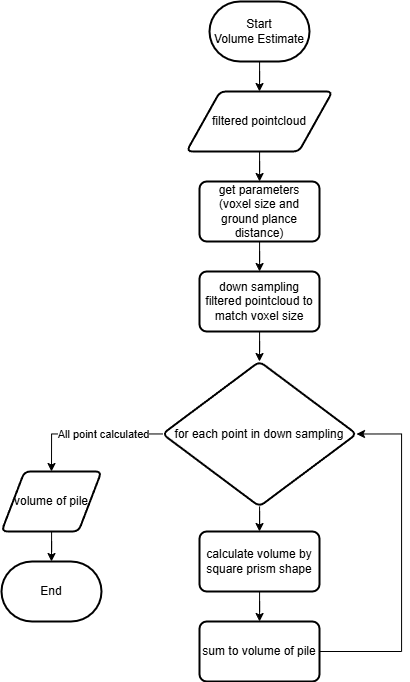 Start
Volume Estimate
filtered pointcloud
get parameters
(voxel size and
ground plance
distance)
down sampling
filtered pointcloud to
match voxel size
for each point in down sampling
All point calculated
volume of pile
End
calculate volume by
square prism shape
sum to volume of pile